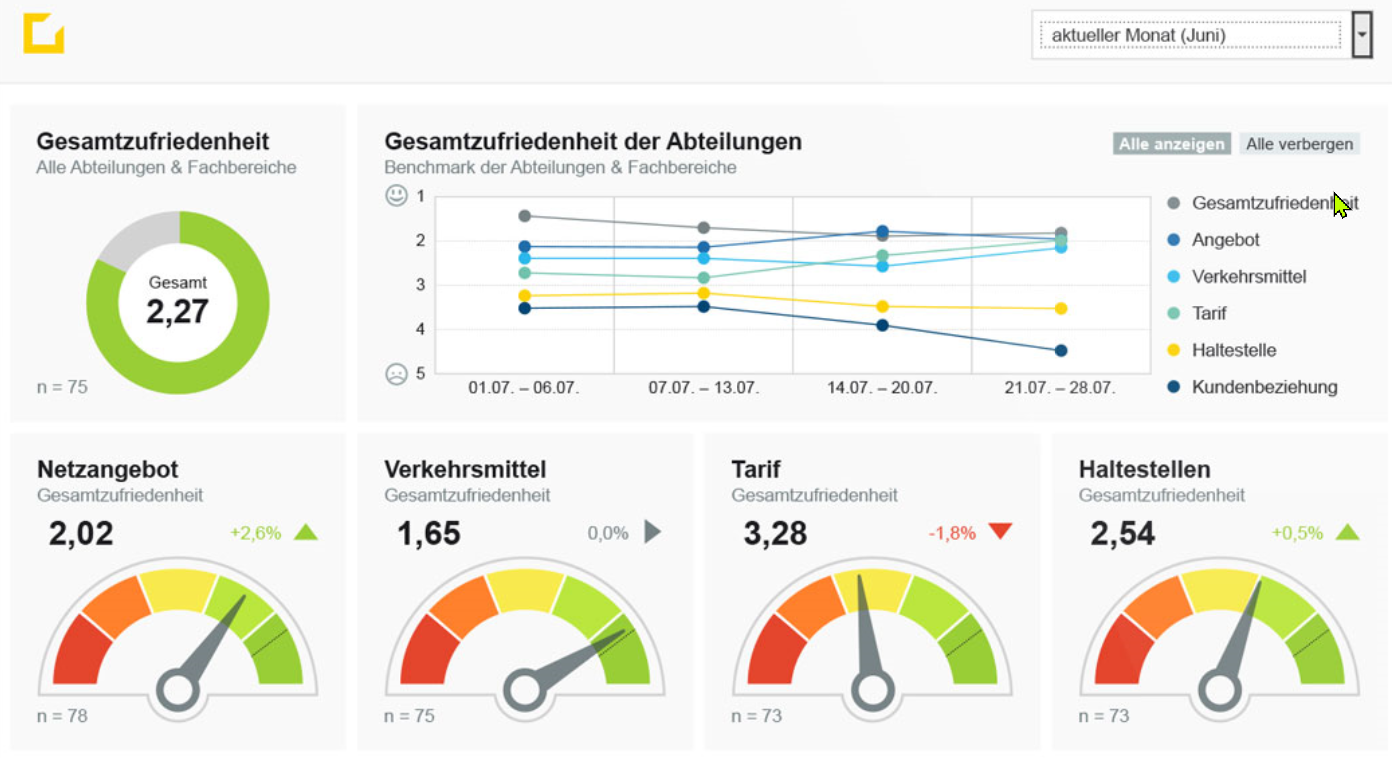 aktueller Monat (Juni)
Gesamtzufriedenheit
Alle Abteilungen & Fachbereiche
Gesamt
2,27
n = 75
Gesamtzufriedenheit der Abteilungen
Benchmark der Abteilungen & Fachbereiche
Alle anzeigen
Alle verbergen
1
2
3
4
5
01.07. – 06.07.
07.07. – 13.07.
14.07. – 20.07.
21.07. – 28.07.
Gesamtzufriedenheit
Angebot
Verkehrsmittel
Tarif
Haltestelle
Kundenbeziehung
Netzangebot
Gesamtzufriedenheit
2,02
+2,6%
n = 78
Verkehrsmittel
Gesamtzufriedenheit
1,65
0,0%
n = 75
Tarif
Gesamtzufriedenheit
3,28
-1,8%
n = 73
Haltestellen
Gesamtzufriedenheit
2,54
+0,5%
n = 73